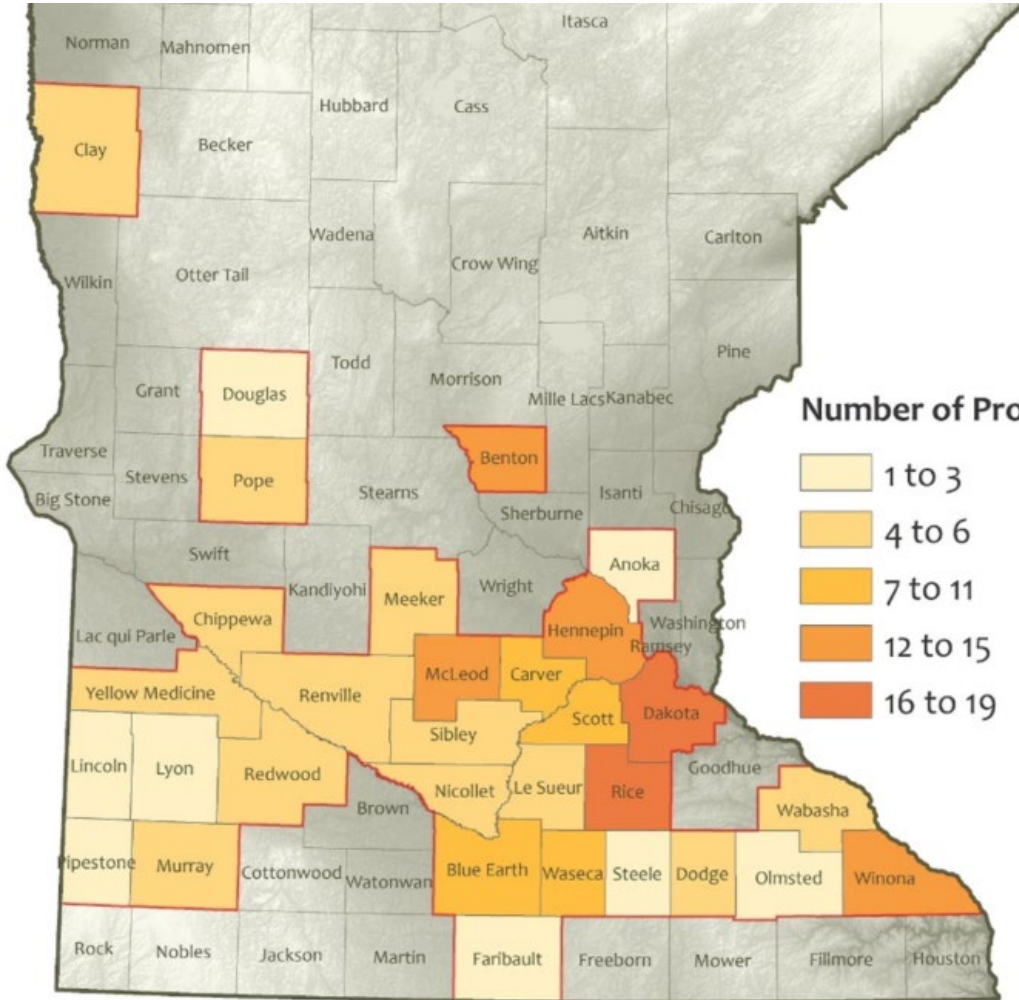 Itasca
Norman
Mahnomen
Hubbard
Cass
Clay
Becker
Wadena
Aitkin
Carlton
Crow Wing
Otter Tail
Wilkin
Todd
Pine
Grant
Douglas
Morrison
Mille Lacs
Kanabec
Number of Pro
Traverse
Stevens
Pope
Benton
1 to 3
Big Stone
Stearns
Isanti
Chisago
Sherburne
4 to 6
Swift
Anoka
Kandiyohi
Wright
7 to 11
Meeker
Chippewa
Washington
Lac qui Parle
Hennepin
Ramsey
12 to 15
McLeod
Carver
Yellow Medicine
Renville
16 to 19
Scott
Dakota
Sibley
Lincoln
Lyon
Redwood
Goodhue
Nicollet
Le Sueur
Rice
Brown
Wabasha
Pipestone
Murray
Cottonwood
Watonwan
Blue Earth
Waseca
Steele
Dodge
Olmsted
Winona
Rock
Nobles
Jackson
Martin
Faribault
Freeborn
Mower
Fillmore
Houston